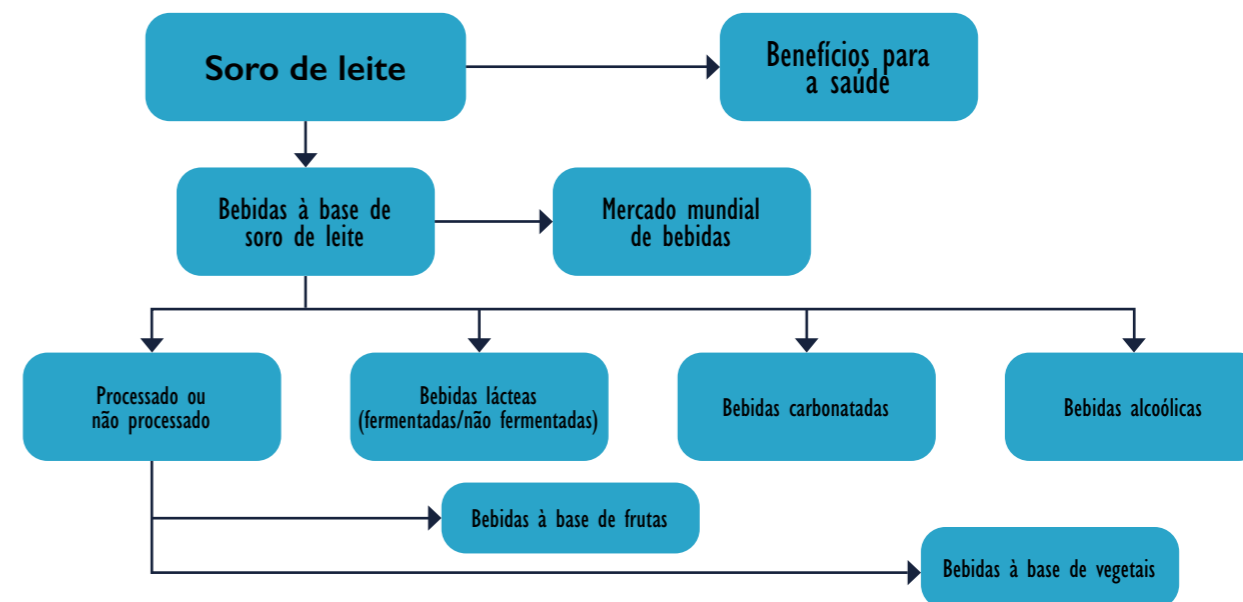 Soro de leite
Benefícios para
a saúde
Bebidas à base de
soro de leite
Mercado mundial
de bebidas
Processado ou
não processado
Bebidas lácteas
(fermentadas/não fermentadas)
Bebidas carbonatadas
Bebidas alcoólicas
Bebidas à base de frutas
Bebidas à base de vegetais